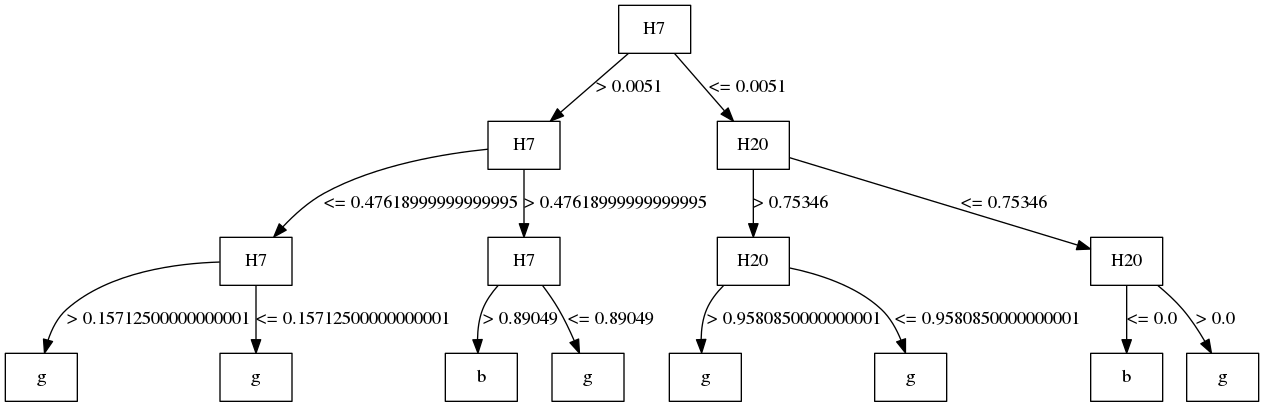 H7
> 0.0051
<= 0.0051
H7
H20
<= 0.47618999999999995
> 0.47618999999999995
> 0.75346
<= 0.75346
H7
H7
H20
H20
> 0.15712500000000001
<= 0.15712500000000001
> 0.89049
<= 0.89049
> 0.9580850000000001
<= 0.9580850000000001
<= 0.0
> 0.0
g
g
b
g
g
g
b
g